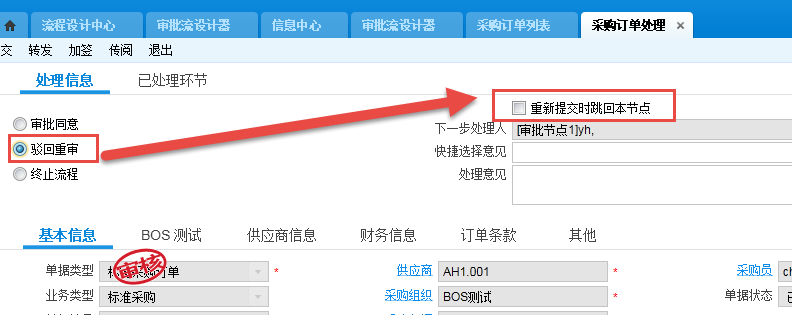 流程设计中心 审批流设计器 信息中心 审批流设计器 采购订单列表 采购订单处理 ×
交 转发 加签 传阅 退出
处理信息 已处理环节
重新提交时跳回本节点
审批同意
下一步处理人 [审批节点1]yh,
驳回重审
快捷选择意见
终止流程
处理意见
基本信息 BOS 测试 供应商信息 财务信息 订单条款 其他
单据类型 标准采购订单 * 供应商 AH1.001 * 采购员 ch
审核
业务类型 标准采购 采购组织 BOS测试 * 单据状态 已